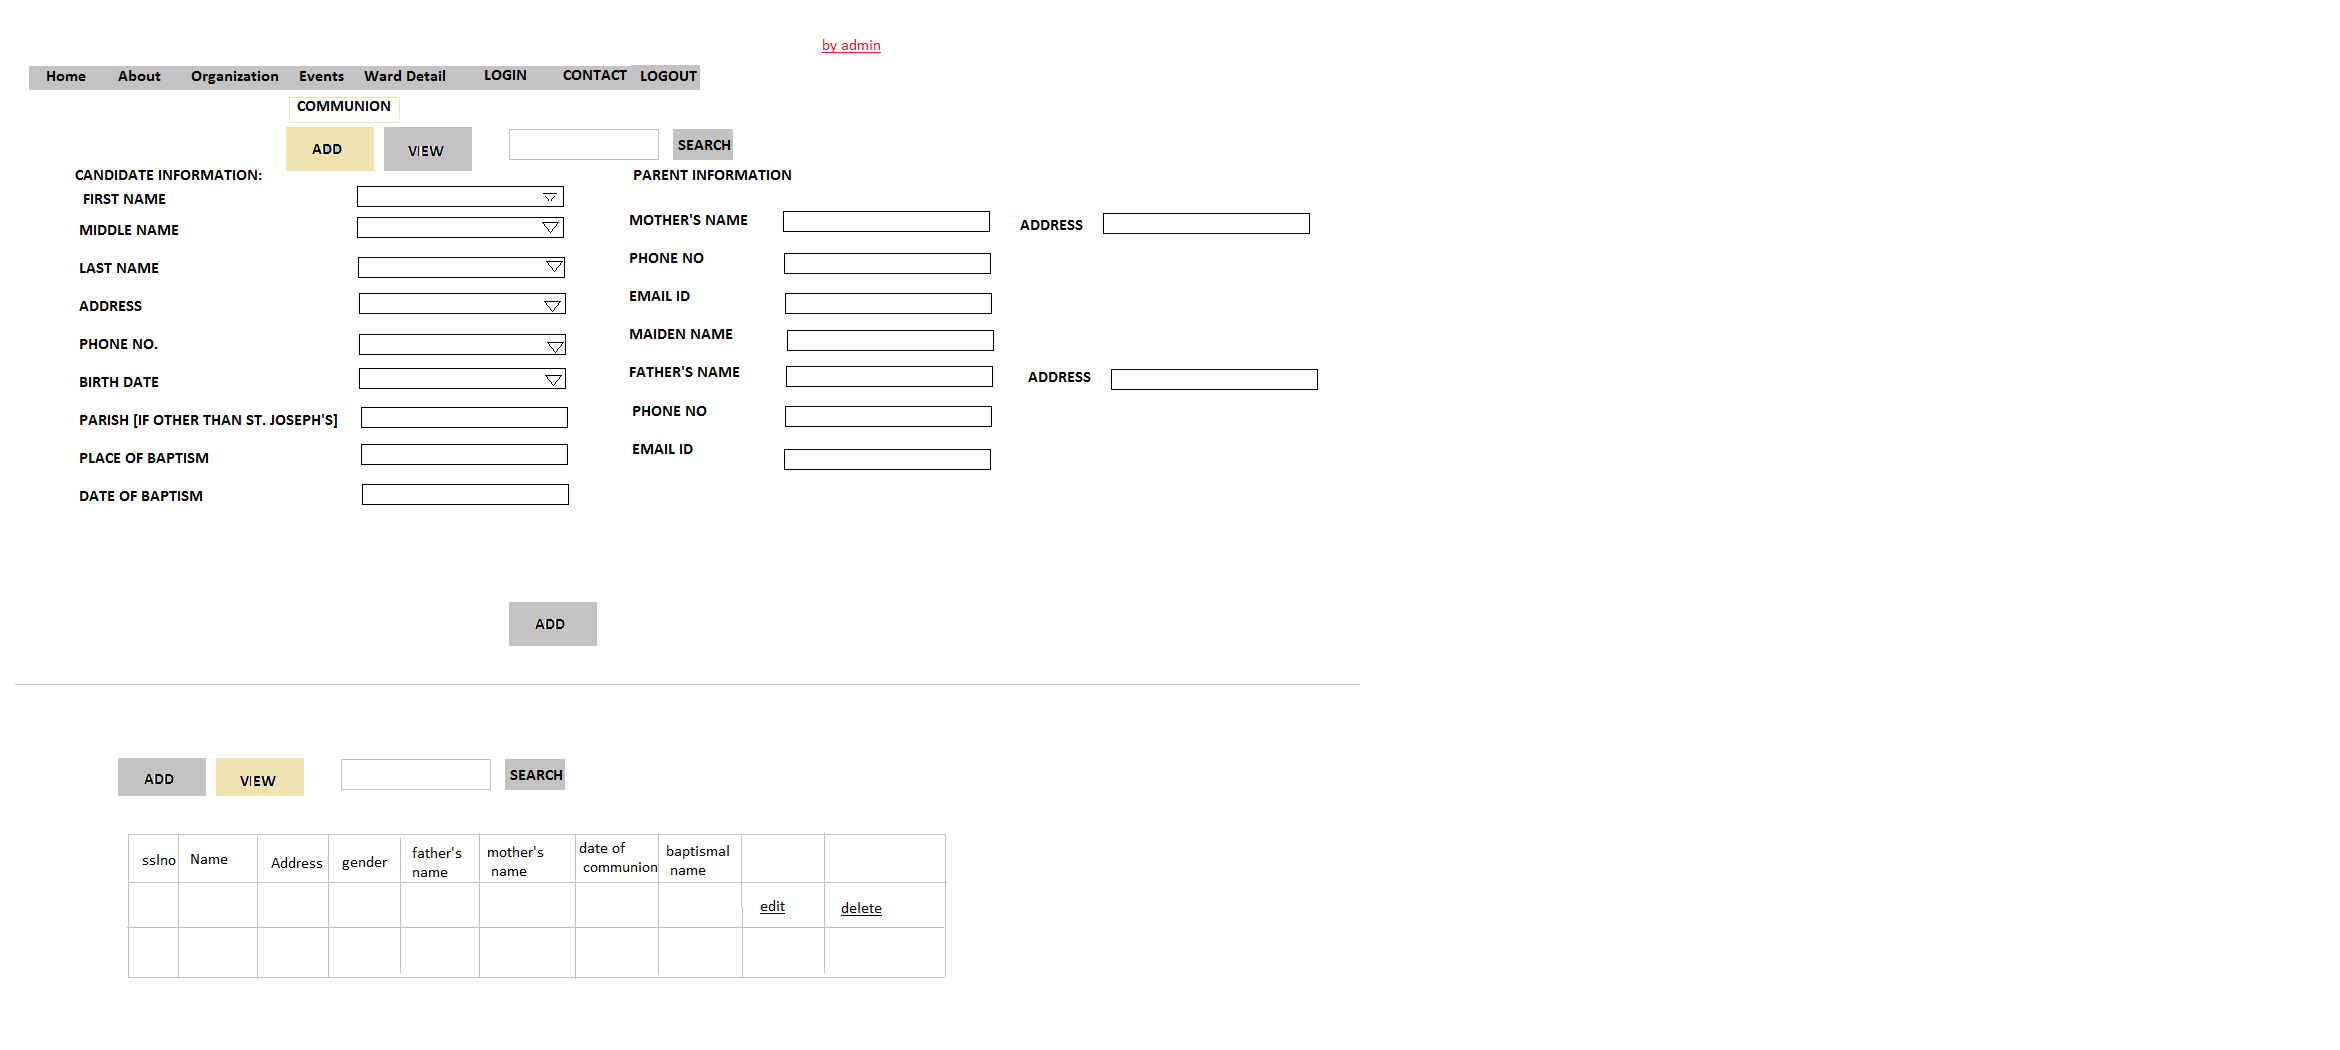 by admin
Home About Organization Events Ward Detail LOGIN CONTACT LOGOUT
COMMUNION
ADD VIEW SEARCH
CANDIDATE INFORMATION: PARENT INFORMATION
FIRST NAME
MOTHER'S NAME ADDRESS
MIDDLE NAME
PHONE NO
LAST NAME
EMAIL ID
ADDRESS
MAIDEN NAME
PHONE NO.
FATHER'S NAME ADDRESS
BIRTH DATE
PHONE NO
PARISH [IF OTHER THAN ST. JOSEPH'S]
EMAIL ID
PLACE OF BAPTISM
DATE OF BAPTISM
ADD
ADD VIEW SEARCH
sslno Name Address gender father's name mother's name date of communion baptismal name
edit delete